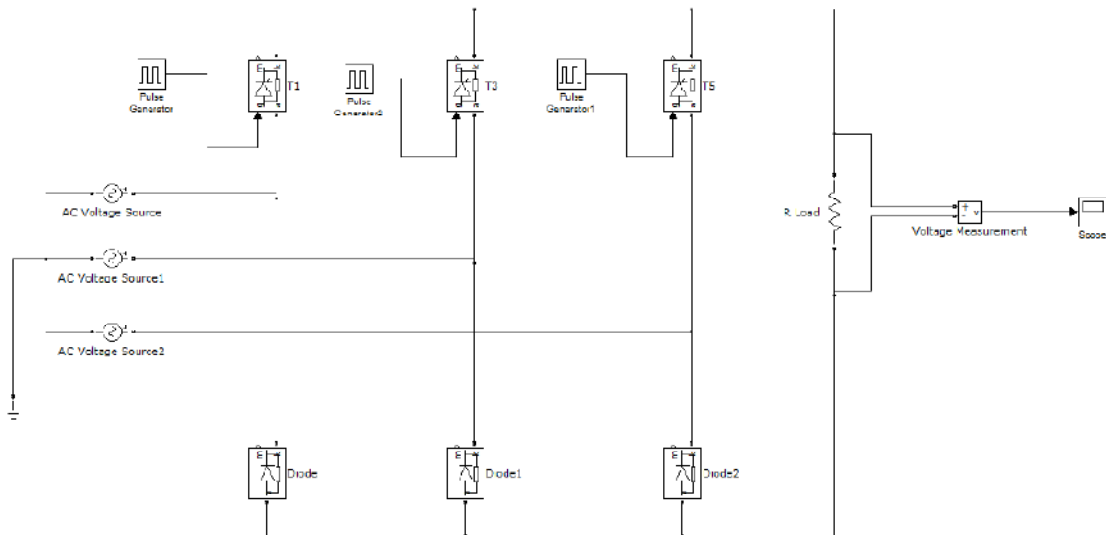 T1
T3
T5
Pulse
Generator
Pulse
Generator
Pulse
Generator1
AC Voltage Source
AC Voltage Source1
AC Voltage Source2
R Load
Voltage Measurement
Scope
Diode
Diode1
Diode2